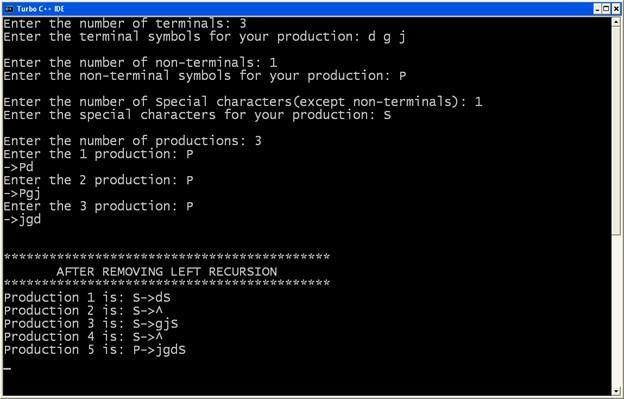 Turbo C++ IDE
Enter the number of terminals: 3
Enter the terminal symbols for your production: d g j
Enter the number of non-terminals: 1
Enter the non-terminal symbols for your production: P
Enter the number of Special characters(except non-terminals): 1
Enter the special characters for your production: S
Enter the number of productions: 3
Enter the 1 production: P
->Pd
Enter the 2 production: P
->Pgj
Enter the 3 production: P
->jgd
*******************************************
AFTER REMOVING LEFT RECURSION
*******************************************
Production 1 is: S->dS
Production 2 is: S->^
Production 3 is: S->gjS
Production 4 is: S->^
Production 5 is: P->jgdS
_